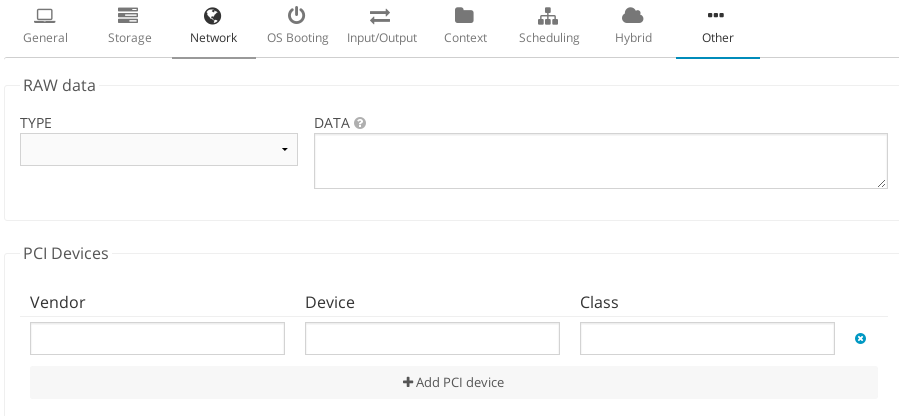 General Storage Network OS Booting Input/Output Context Scheduling Hybrid Other
RAW data
TYPE DATA
PCI Devices
Vendor Device Class
Add PCI device